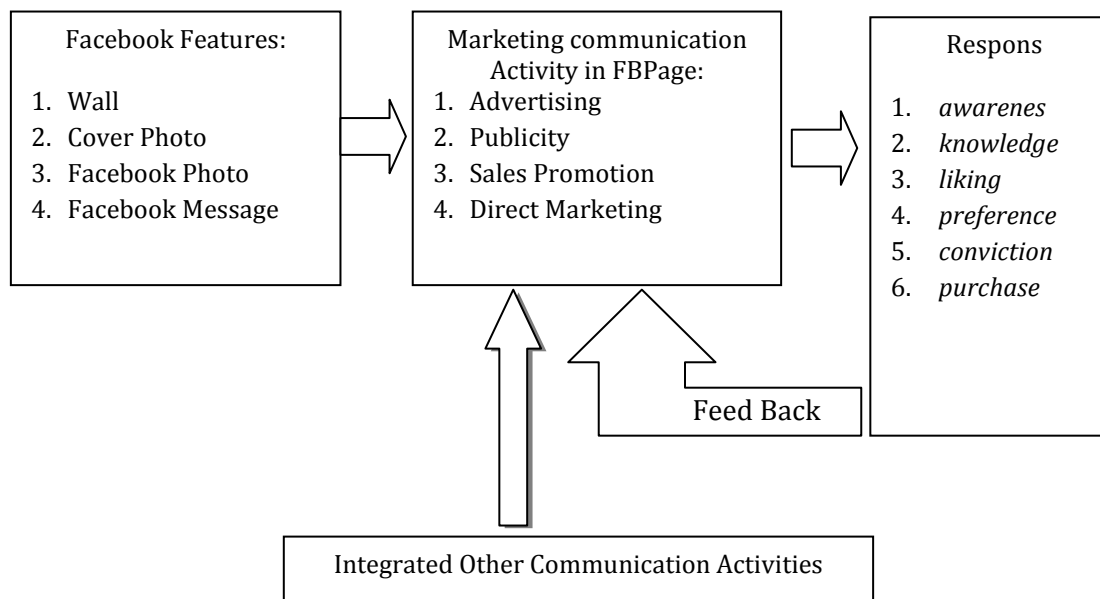 Facebook Features:
1. Wall
2. Cover Photo
3. Facebook Photo
4. Facebook Message
Marketing communication
Activity in FBPage:
1. Advertising
2. Publicity
3. Sales Promotion
4. Direct Marketing
Respons
1. awarenes
2. knowledge
3. liking
4. preference
5. conviction
6. purchase
Feed Back
Integrated Other Communication Activities